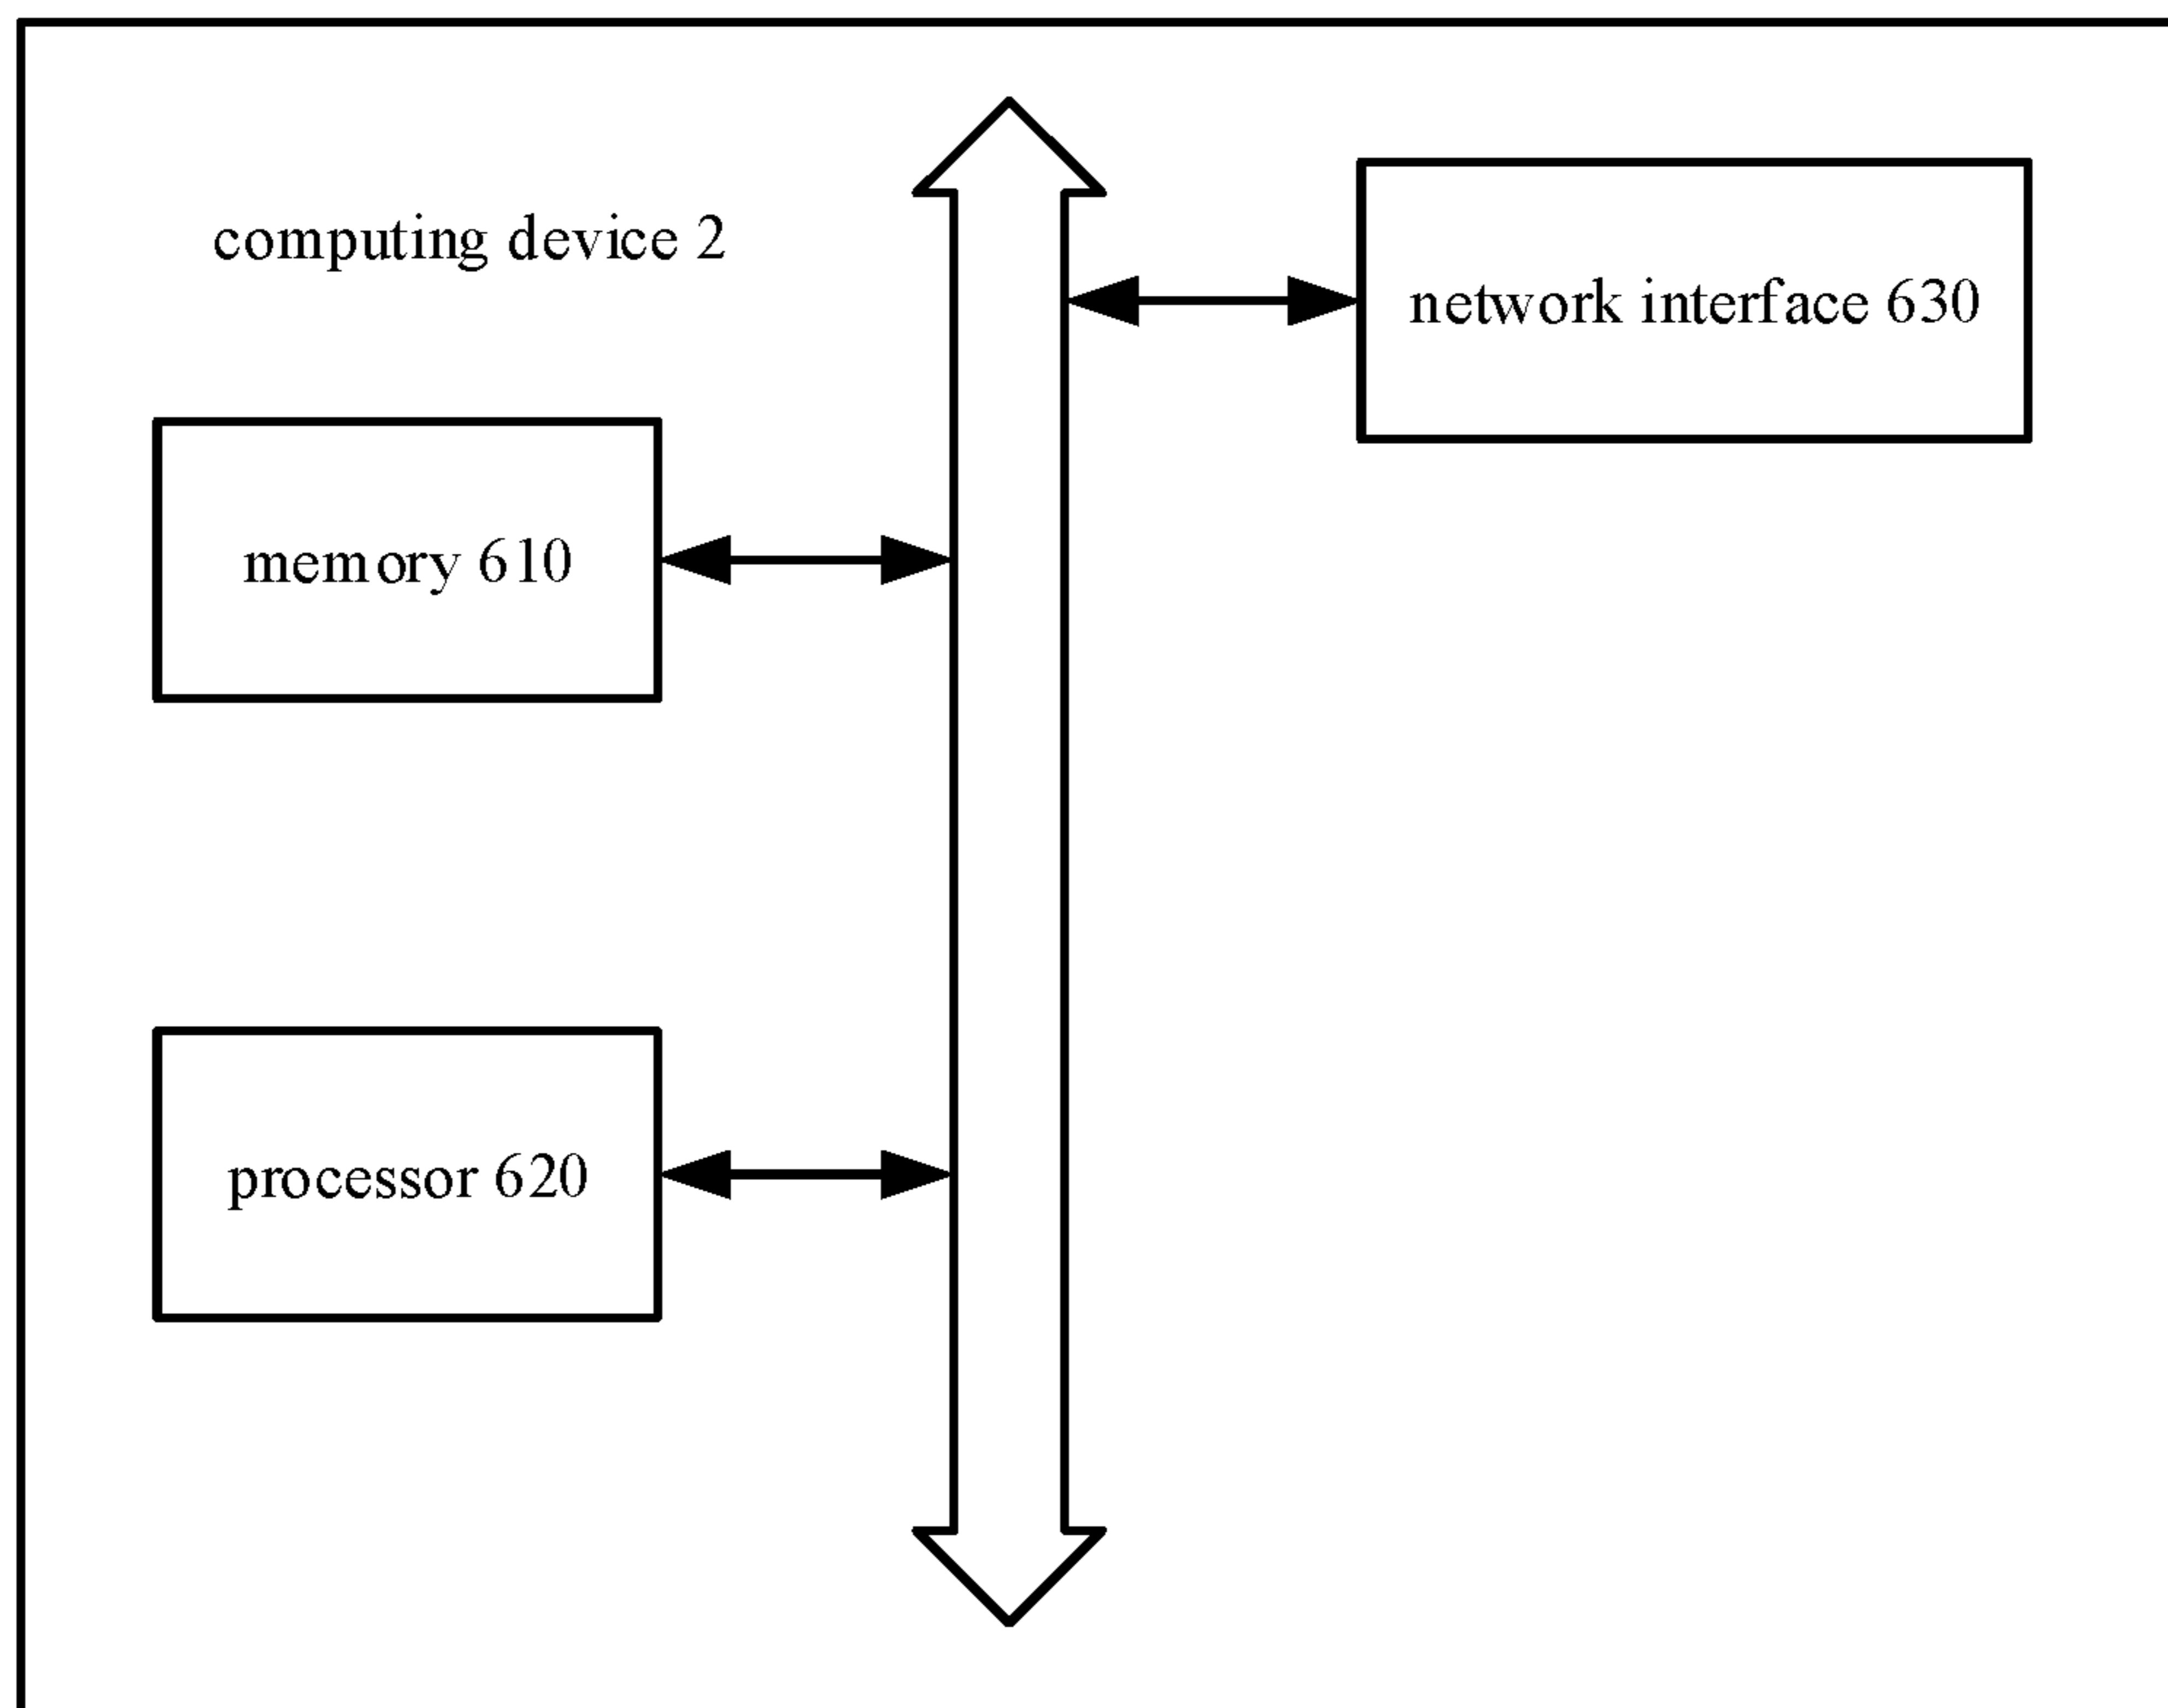 computing device 2
network interface 630
memory 610
processor 620